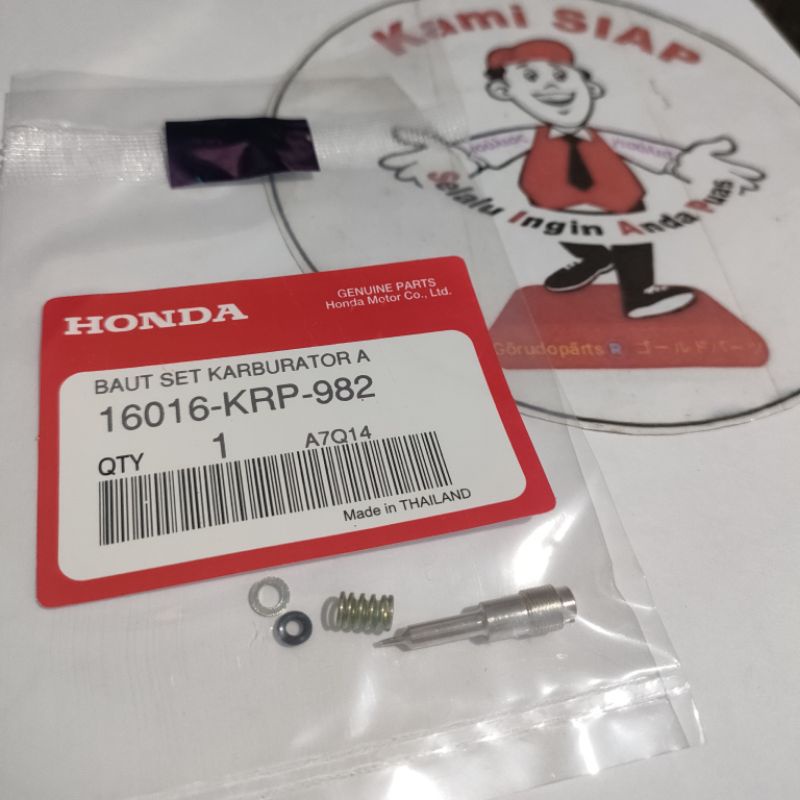 Kami SIAP
Selalu Ingin Anda Puas
Gōrudopātsu R ゴールドパーツ
HONDA
GENUINE PARTS
Honda Motor Co., Ltd.
BAUT SET KARBURATOR A
16016-KRP-982
QTY 1 A7Q14
Made in THAILAND